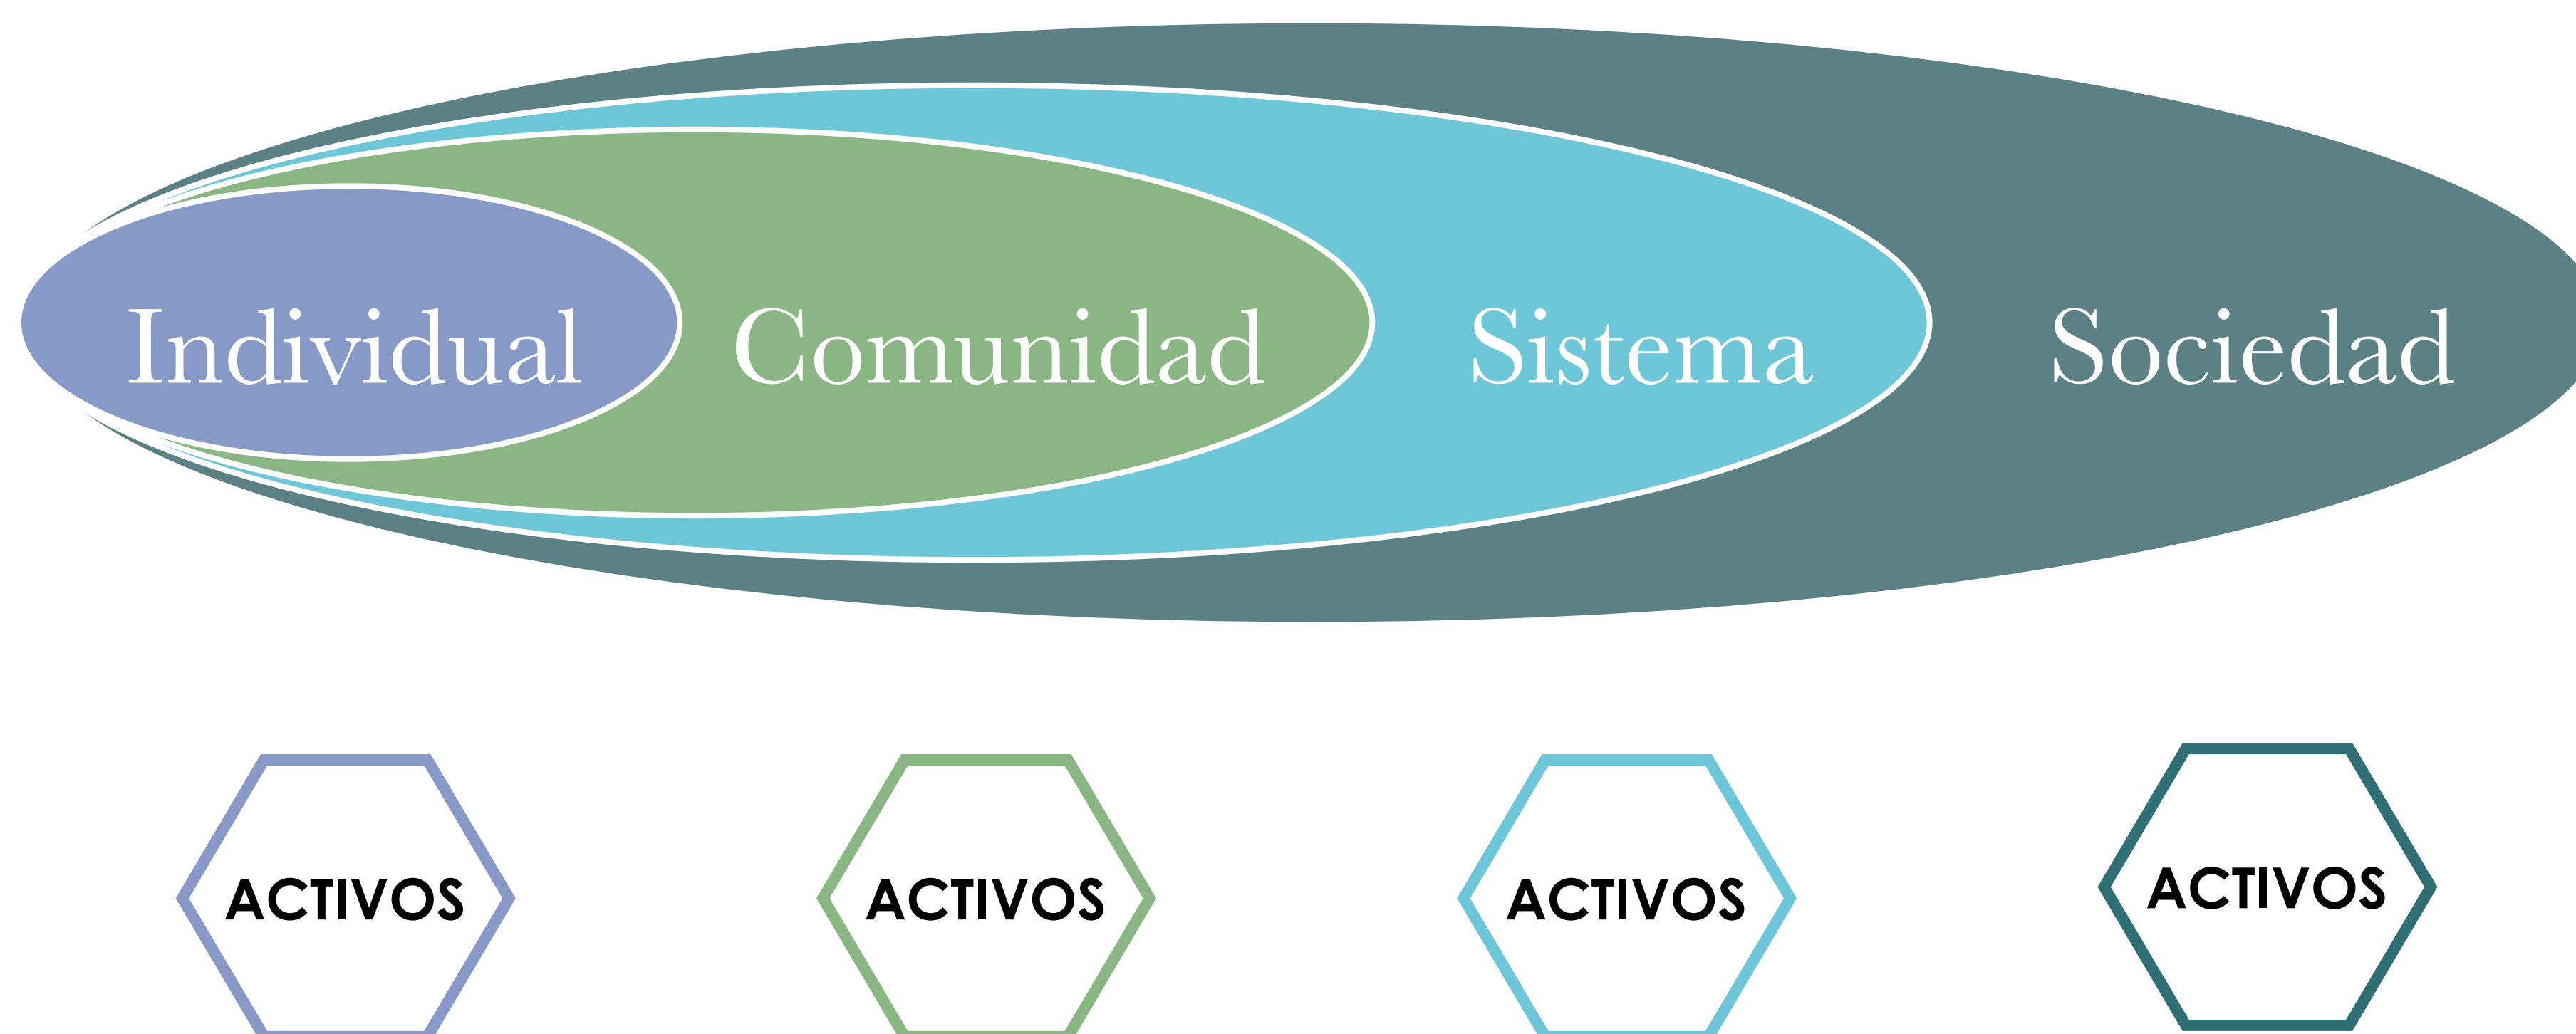 Individual
Comunidad
Sistema
Sociedad
ACTIVOS
ACTIVOS
ACTIVOS
ACTIVOS